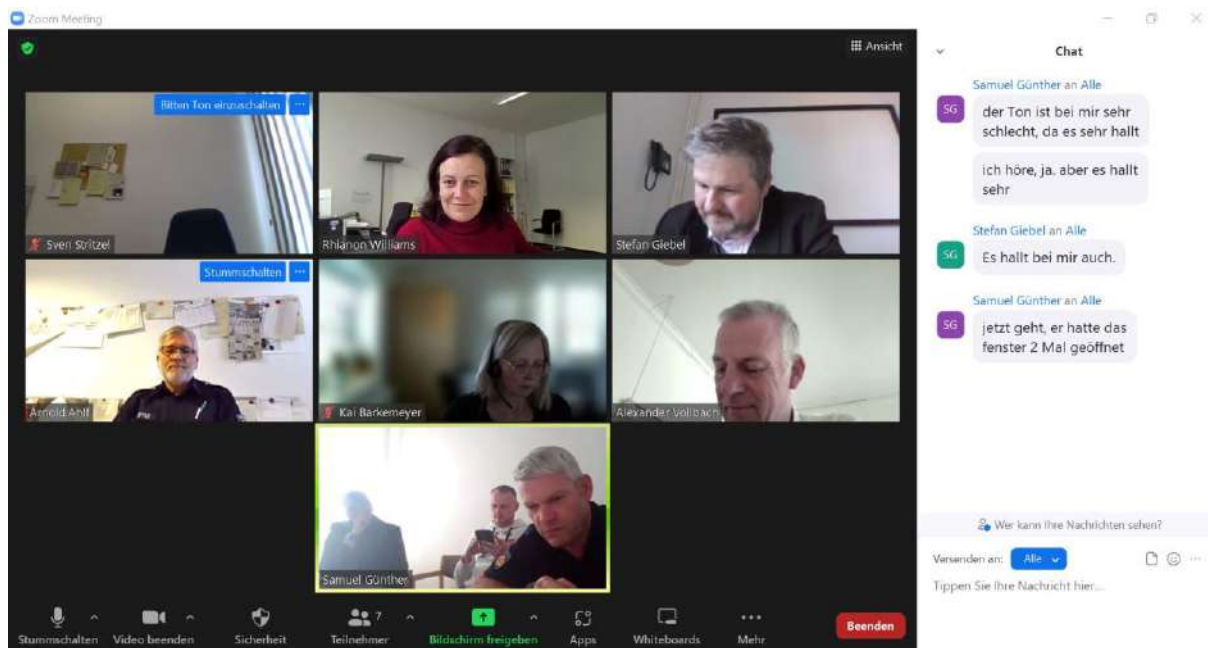 Zoom Meeting
Ansicht
Bitten Ton einzuschalten
Sven Stritzel
Rhianon Williams
Stefan Giebel
Stummschalten
Arnold Ahlf
Kai Barkemeyer
Alexander Vollbach
Samuel Günther
Stummschalten
Video beenden
Sicherheit
7
Teilnehmer
Bildschirm freigeben
Apps
Whiteboards
Mehr
Beenden
Chat
Samuel Günther an Alle
SG
der Ton ist bei mir sehr
schlecht, da es sehr hallt
ich höre, ja. aber es hallt
sehr
Stefan Giebel an Alle
SG
Es hallt bei mir auch.
Samuel Günther an Alle
SG
jetzt geht, er hatte das
fenster 2 Mal geöffnet
Wer kann Ihre Nachrichten sehen?
Versenden an: Alle
Tippen Sie Ihre Nachricht hier...